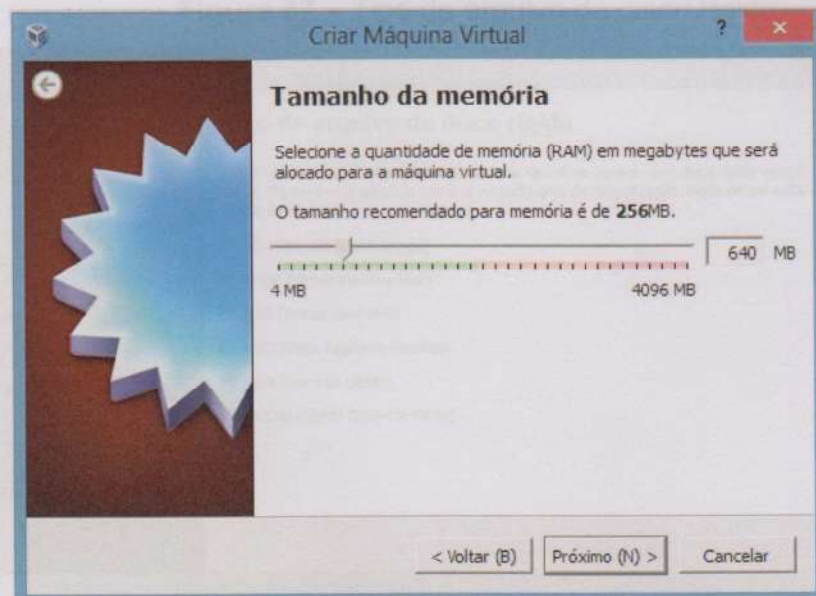 Criar Máquina Virtual
?
Tamanho da memória
Selecione a quantidade de memória (RAM) em megabytes que será
alocado para a máquina virtual.
O tamanho recomendado para memória é de 256MB.
640 MB
4 MB
4096 MB
< Voltar (B)
Próximo (N) >
Cancelar